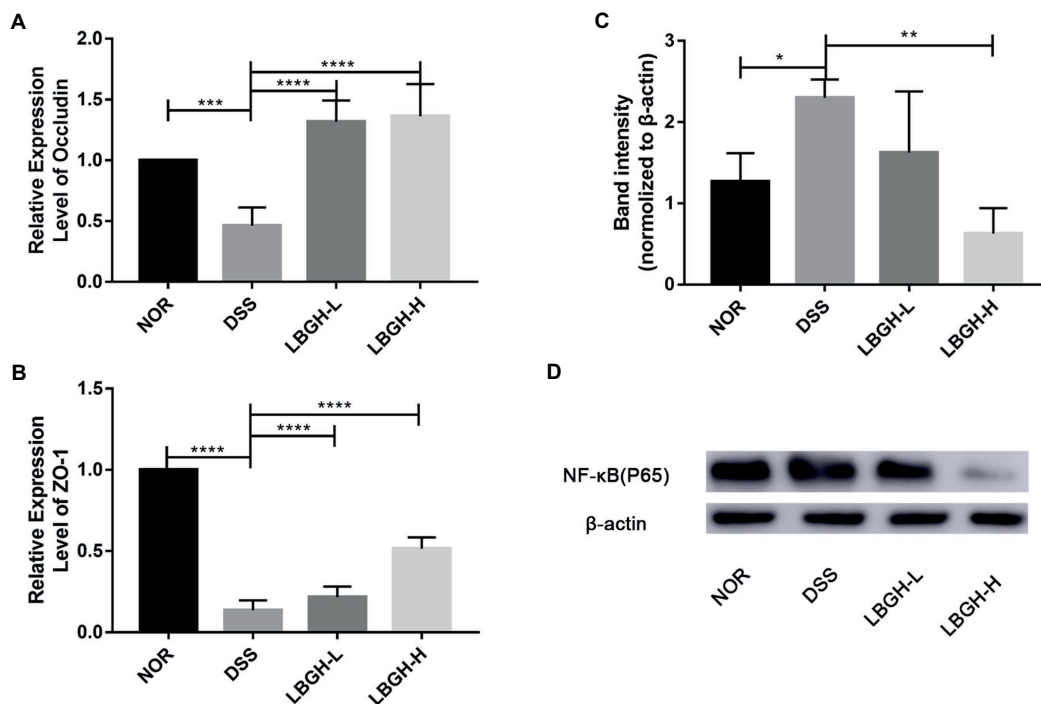 A
Relative Expression
Level of Occludin
2.0
1.5
1.0
0.5
0.0
***
****
****
NOR
DSS
LBGH-L
LBGH-H
B
Relative Expression
Level of ZO-1
1.5
1.0
0.5
0.0
****
****
****
NOR
DSS
LBGH-L
LBGH-H
C
Band intensity
(normolized to β-actin)
3
2
1
0
*
**
NOR
DSS
LBGH-L
LBGH-H
D
NF-κB(P65)
β-actin
NOR
DSS
LBGH-L
LBGH-H